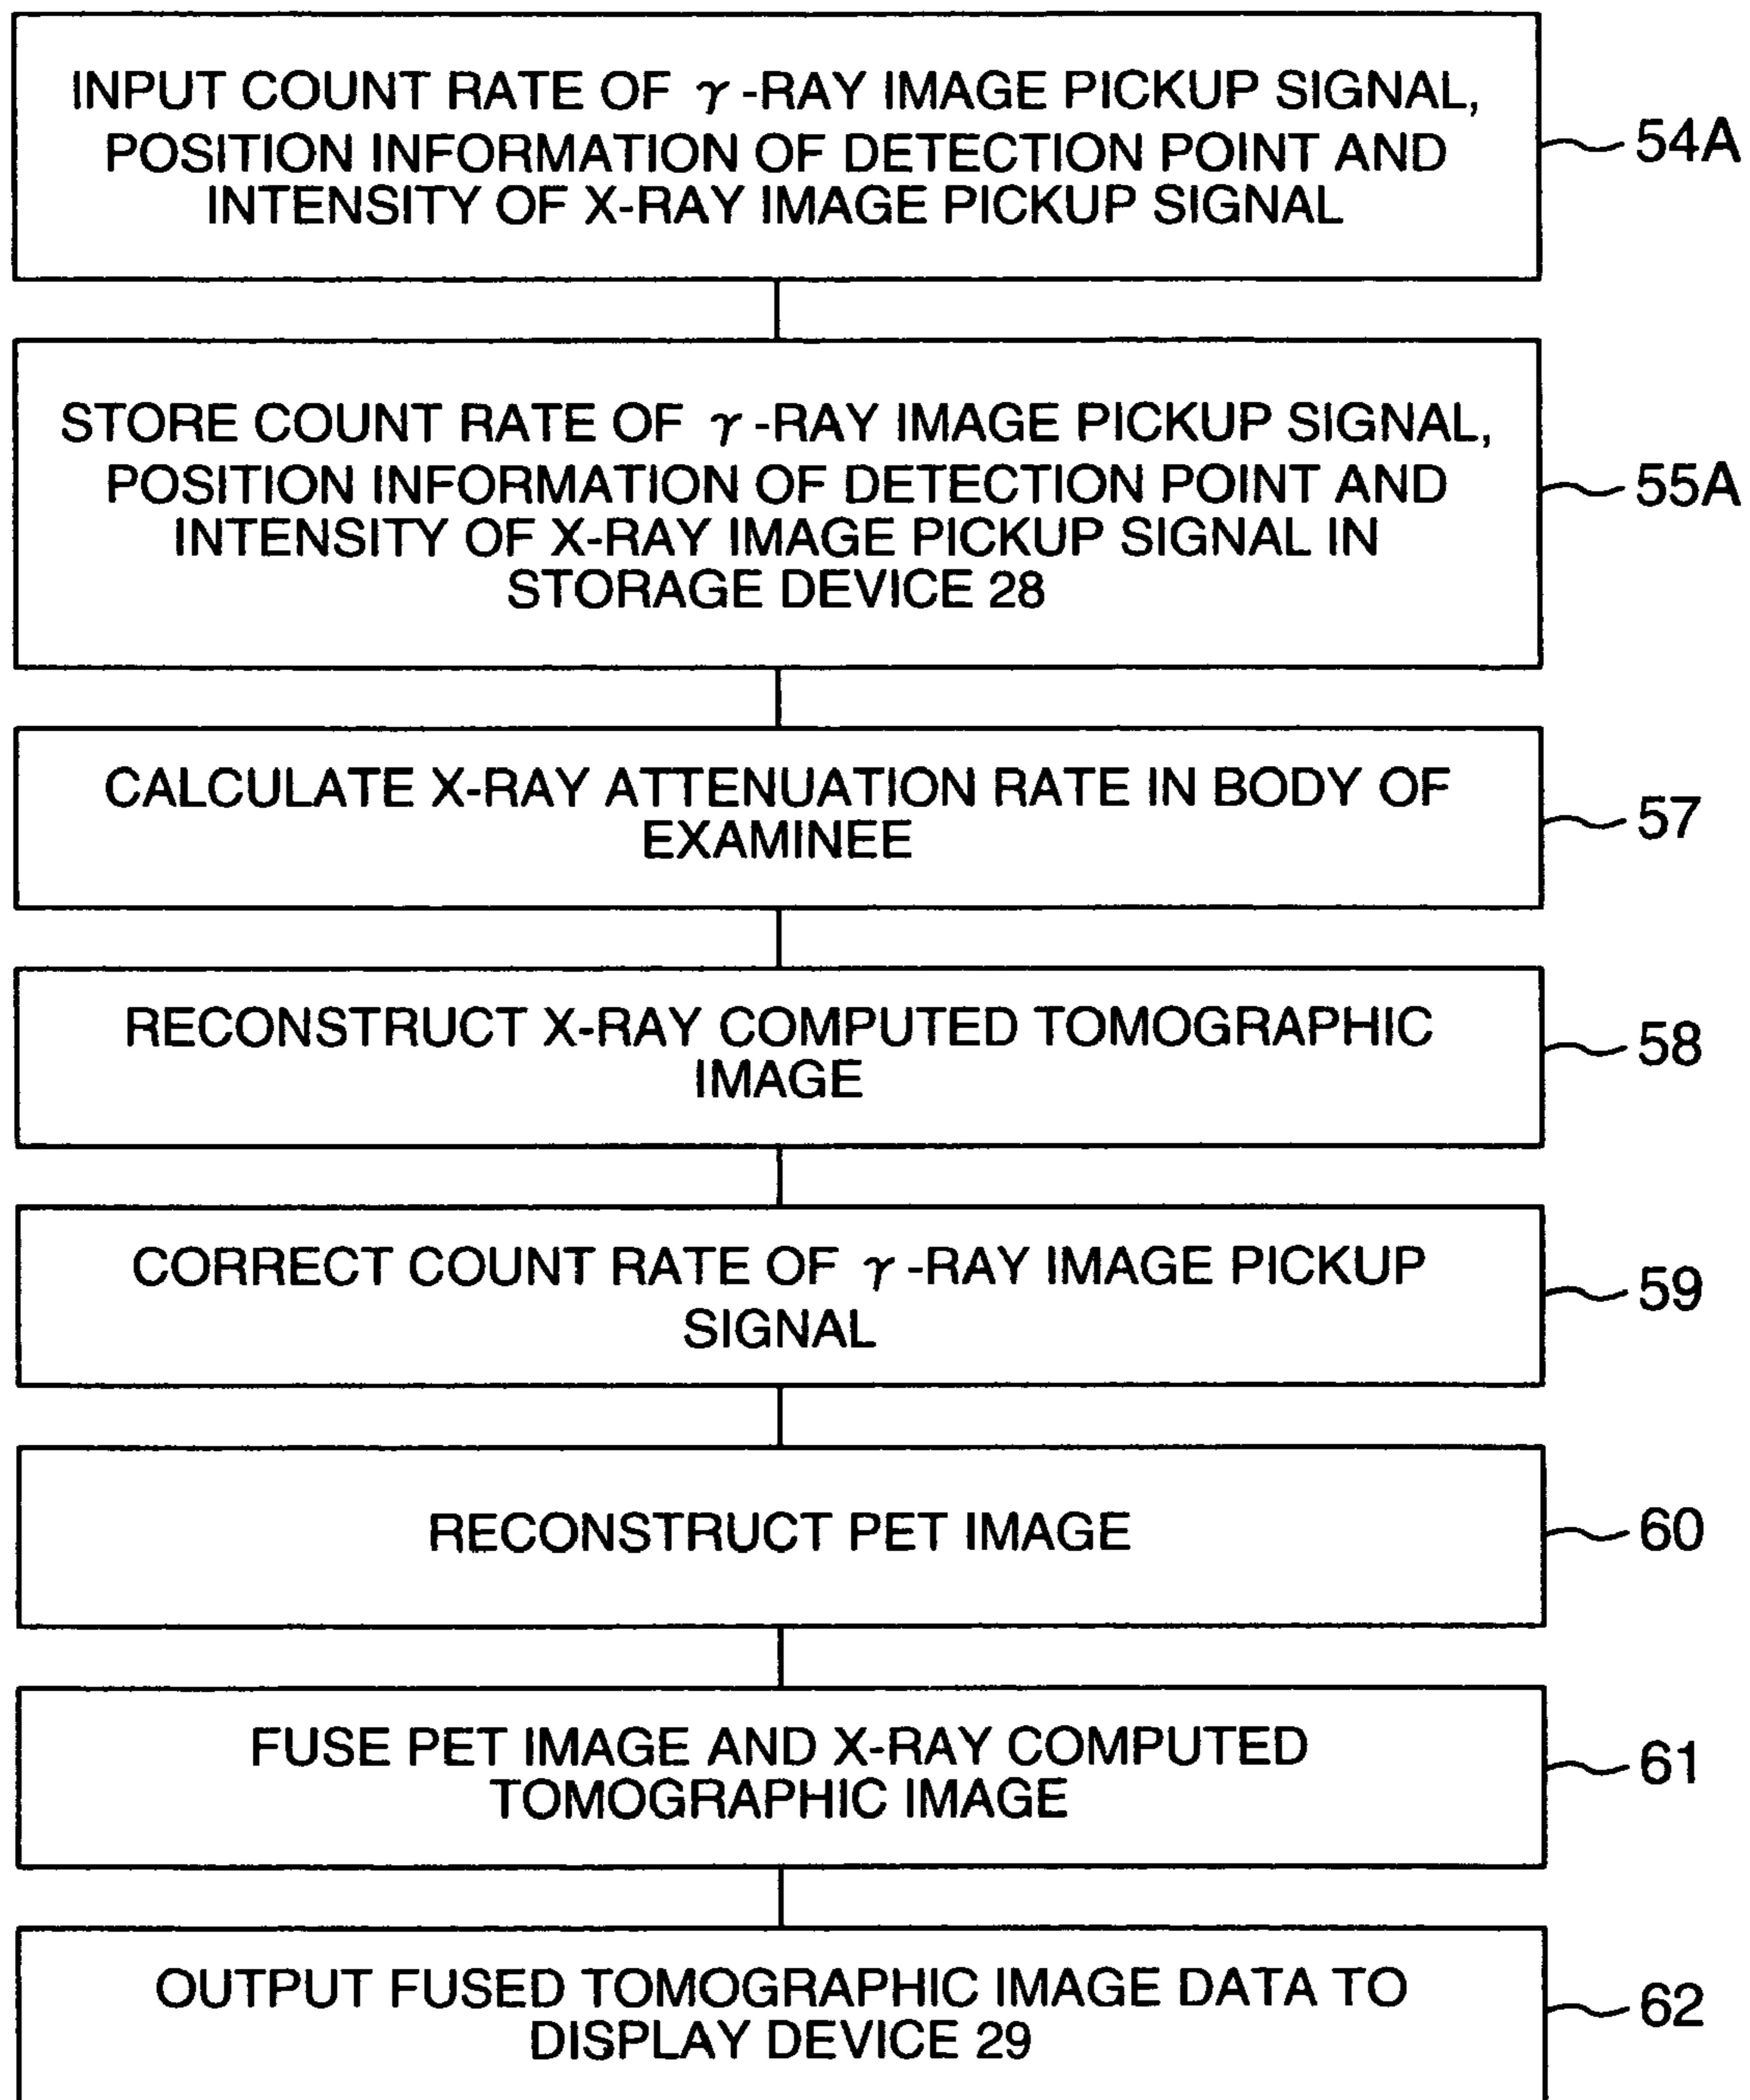 INPUT COUNT RATE OF γ-RAY IMAGE PICKUP SIGNAL,
POSITION INFORMATION OF DETECTION POINT AND
INTENSITY OF X-RAY IMAGE PICKUP SIGNAL
54A
STORE COUNT RATE OF γ-RAY IMAGE PICKUP SIGNAL,
POSITION INFORMATION OF DETECTION POINT AND
INTENSITY OF X-RAY IMAGE PICKUP SIGNAL IN
STORAGE DEVICE 28
55A
CALCULATE X-RAY ATTENUATION RATE IN BODY OF
EXAMINEE
57
RECONSTRUCT X-RAY COMPUTED TOMOGRAPHIC
IMAGE
58
CORRECT COUNT RATE OF γ-RAY IMAGE PICKUP
SIGNAL
59
RECONSTRUCT PET IMAGE
60
FUSE PET IMAGE AND X-RAY COMPUTED
TOMOGRAPHIC IMAGE
61
OUTPUT FUSED TOMOGRAPHIC IMAGE DATA TO
DISPLAY DEVICE 29
62